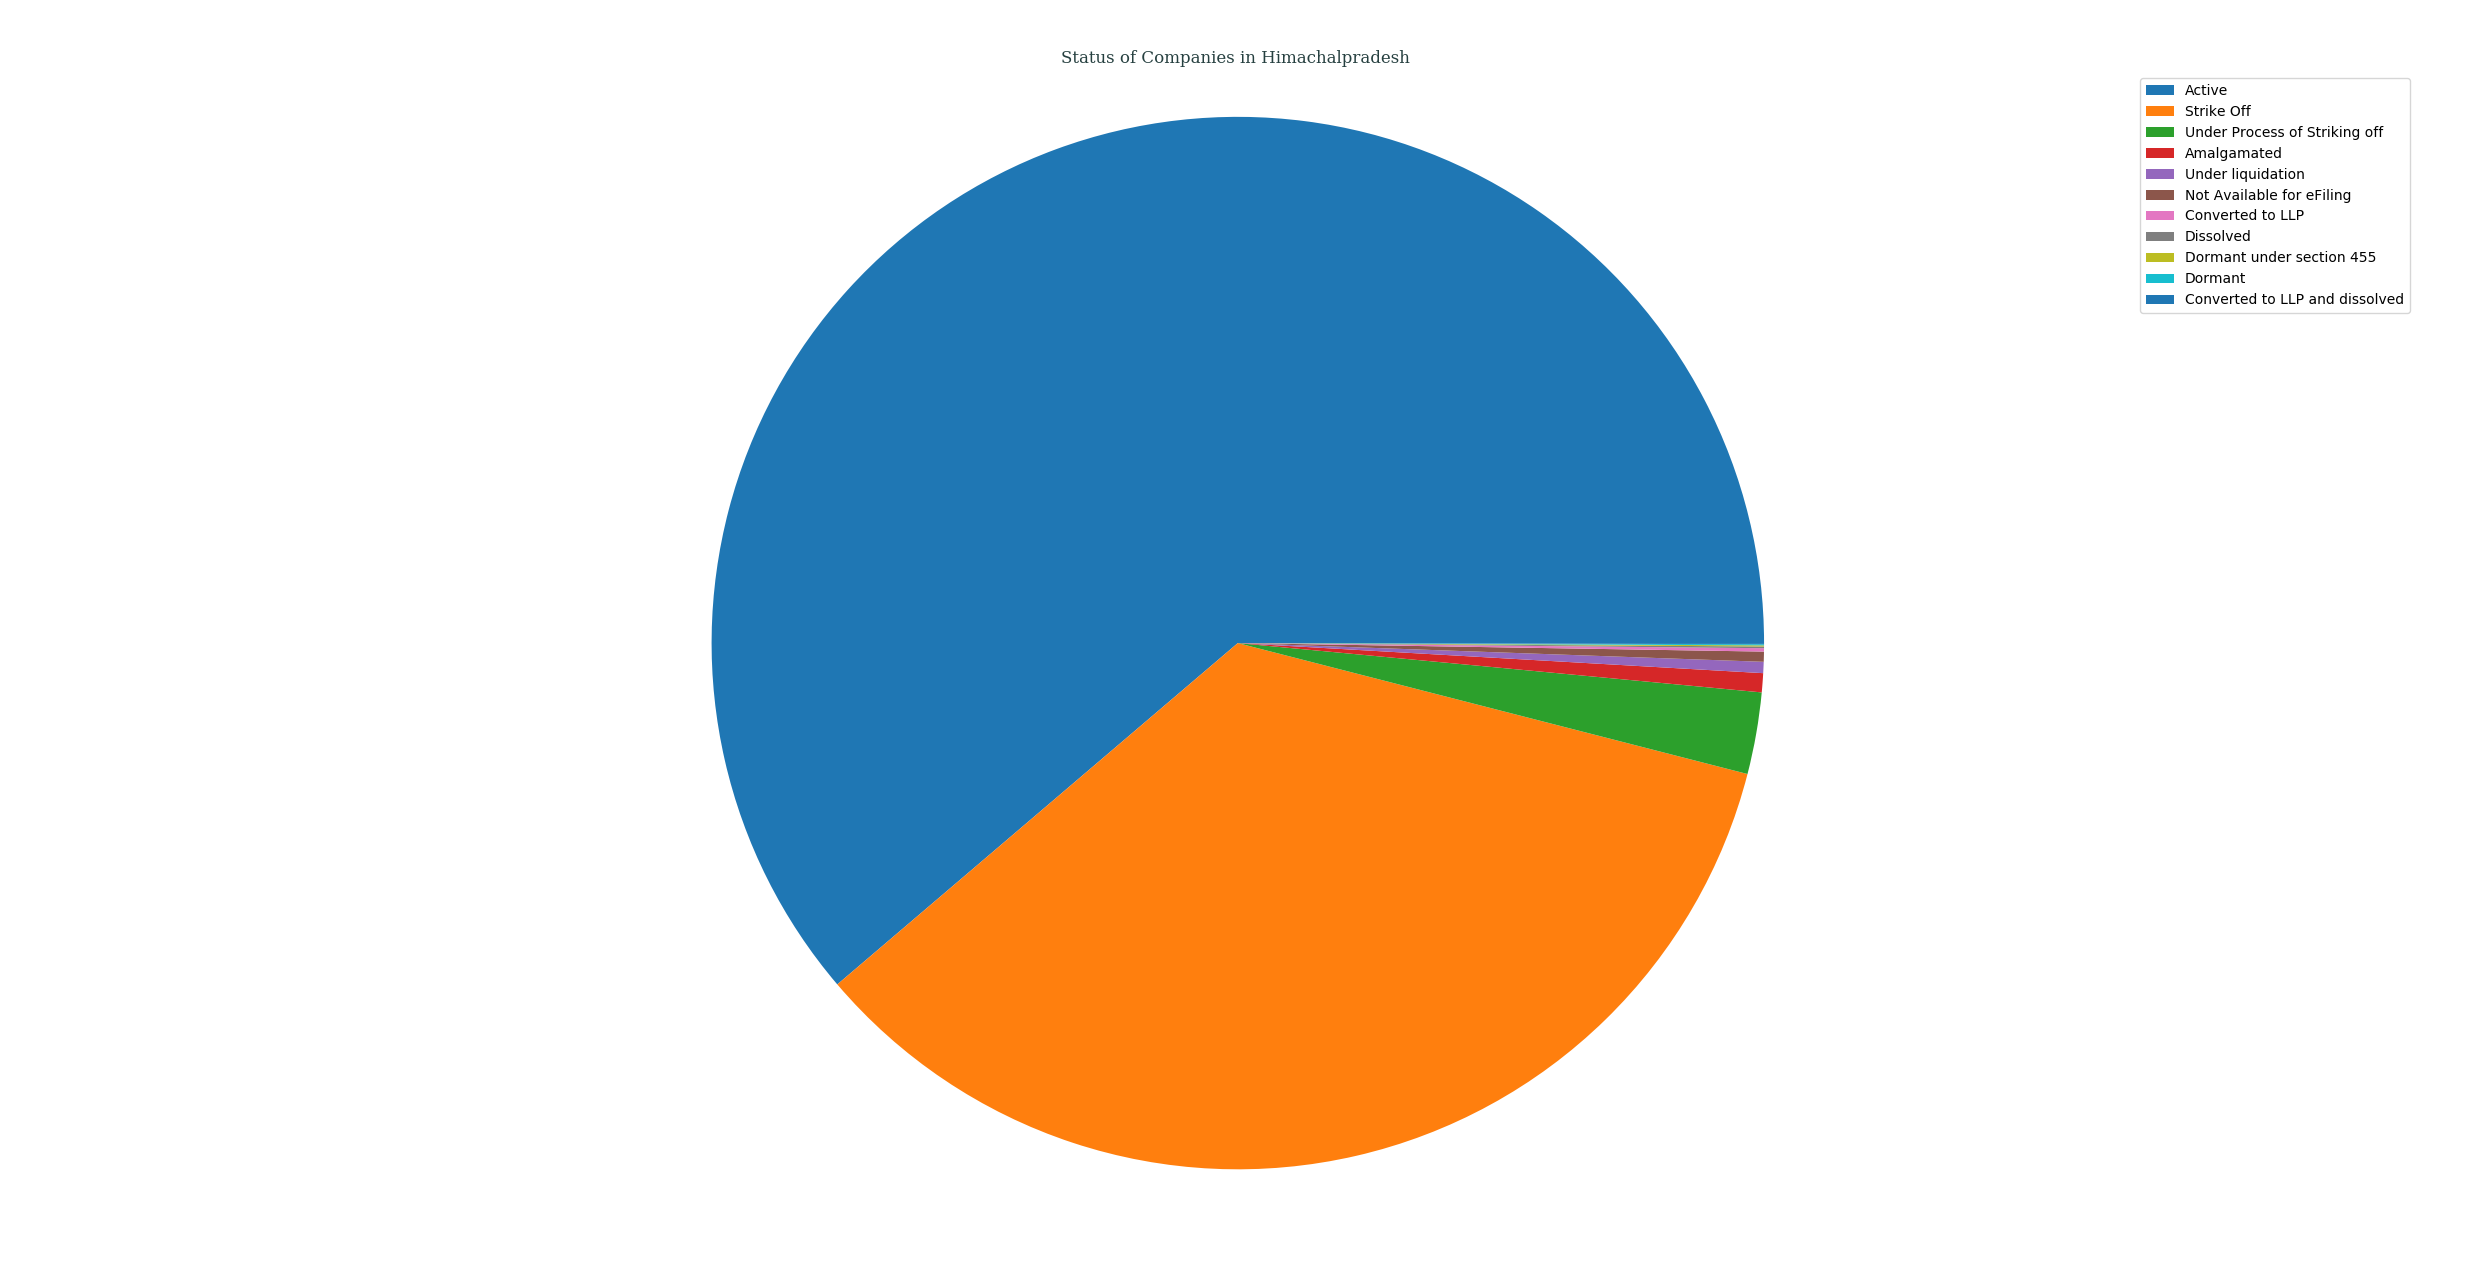 Status of Companies in Himachalpradesh
Active
Strike Off
Under Process of Striking off
Amalgamated
Under liquidation
Not Available for eFiling
Converted to LLP
Dissolved
Dormant under section 455
Dormant
Converted to LLP and dissolved